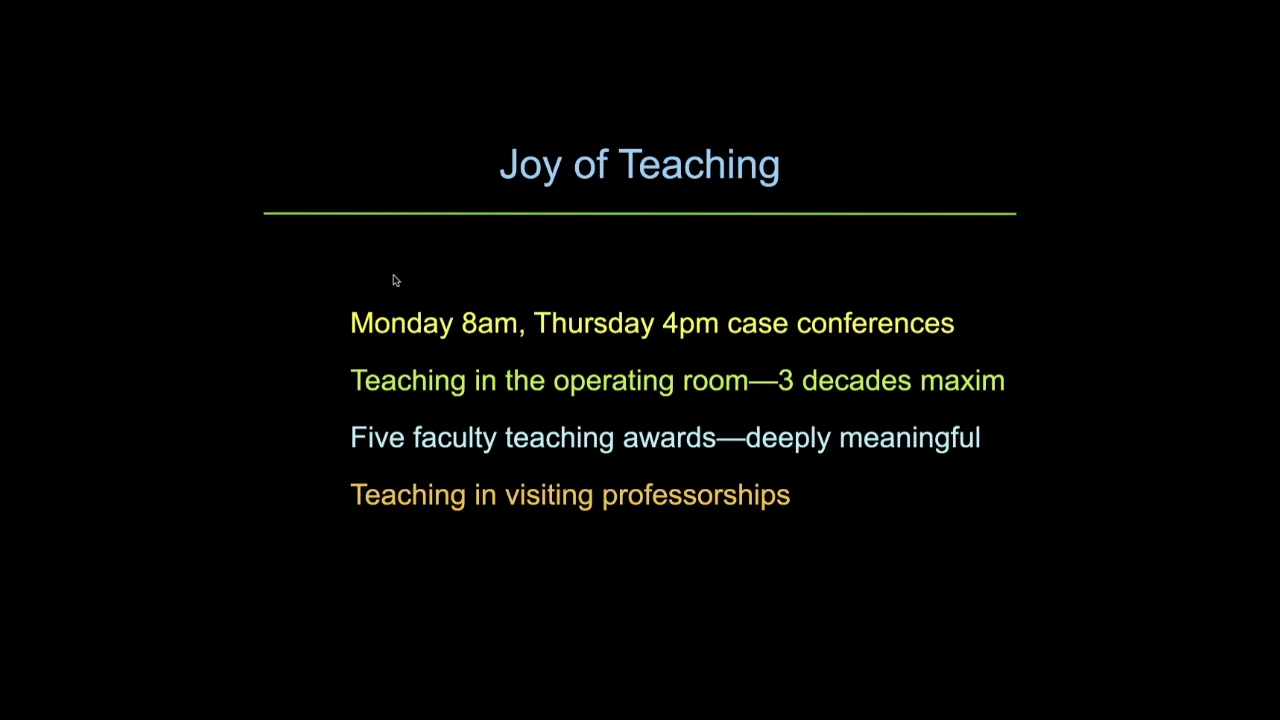 Joy of Teaching
Monday 8am, Thursday 4pm case conferences
Teaching in the operating room—3 decades maxim
Five faculty teaching awards—deeply meaningful
Teaching in visiting professorships